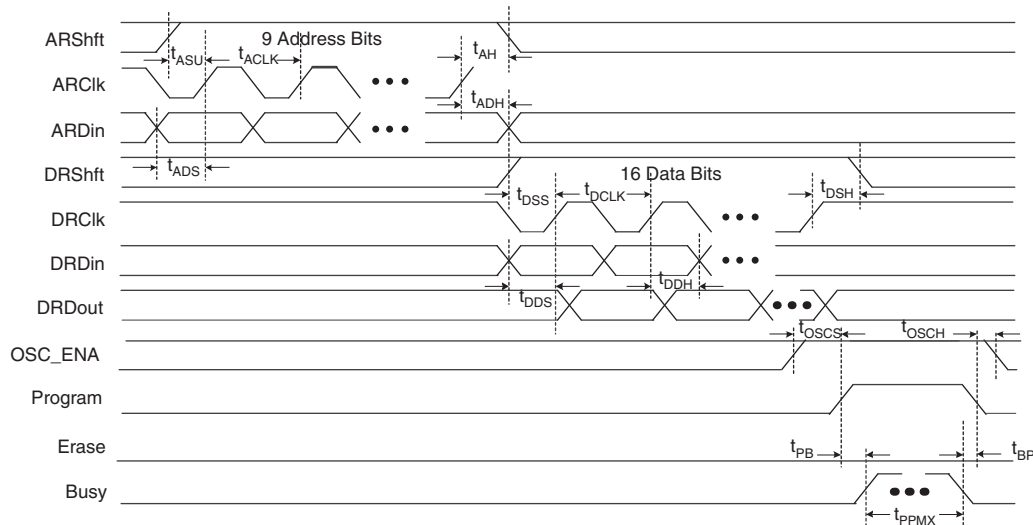 ARShft
9 Address Bits
tASU
tACLK
tAH
ARClk
tADH
ARDin
tADS
DRShft
16 Data Bits
tDSS
tDCLK
tDSH
DRClk
DRDin
tDDS
tDDH
DRDout
tOSCS
tOSCH
OSC_ENA
Program
Erase
tPB
tBP
Busy
tPPMX